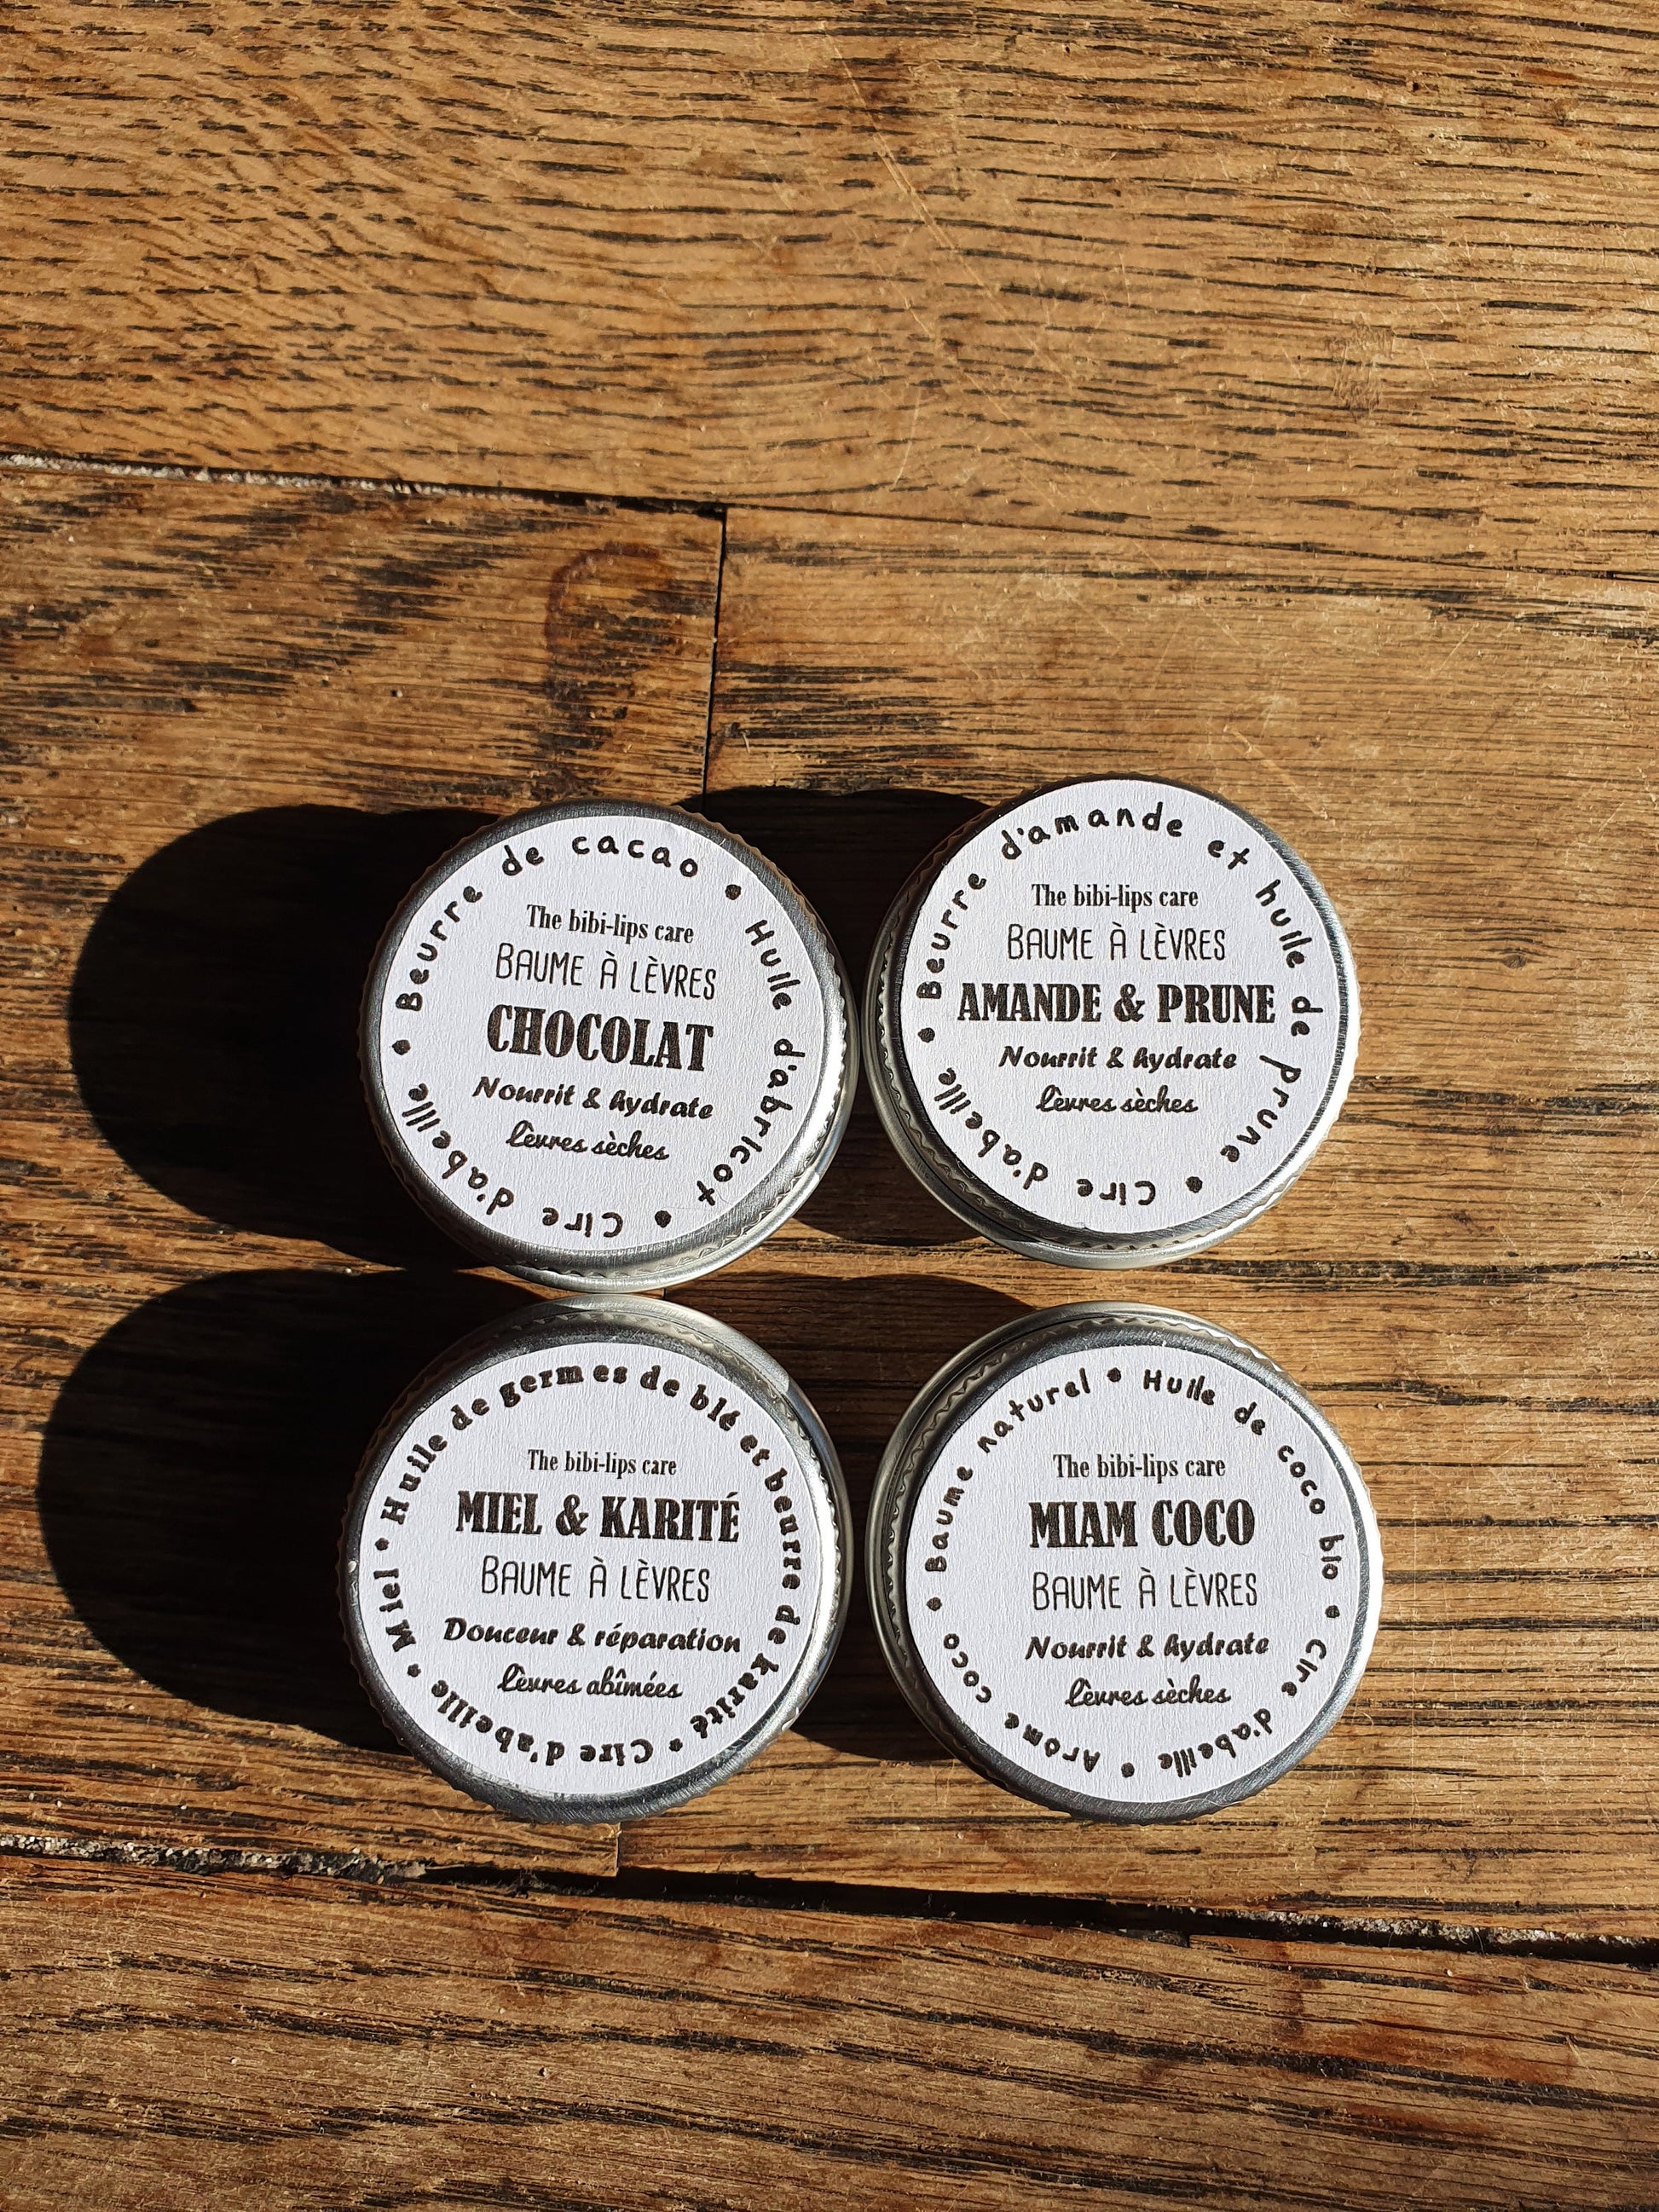 • Beurre de cacao • Huile d'abricot • Cire d'abeille
The bibi-lips care
BAUME À LÈVRES
CHOCOLAT
Nourrit & hydrate
lèvres sèches
• Beurre d'amande et huile de prune • Cire d'abeille
The bibi-lips care
BAUME À LÈVRES
AMANDE & PRUNE
Nourrit & hydrate
lèvres sèches
• Huile de germes de blé et beurre de karité • Cire d'abeille • Miel
The bibi-lips care
MIEL & KARITÉ
BAUME À LÈVRES
Douceur & réparation
lèvres abîmées
• Baume naturel • Huile de coco bio • Cire d'abeille • Arôme coco
The bibi-lips care
MIAM COCO
BAUME À LÈVRES
Nourrit & hydrate
lèvres sèches